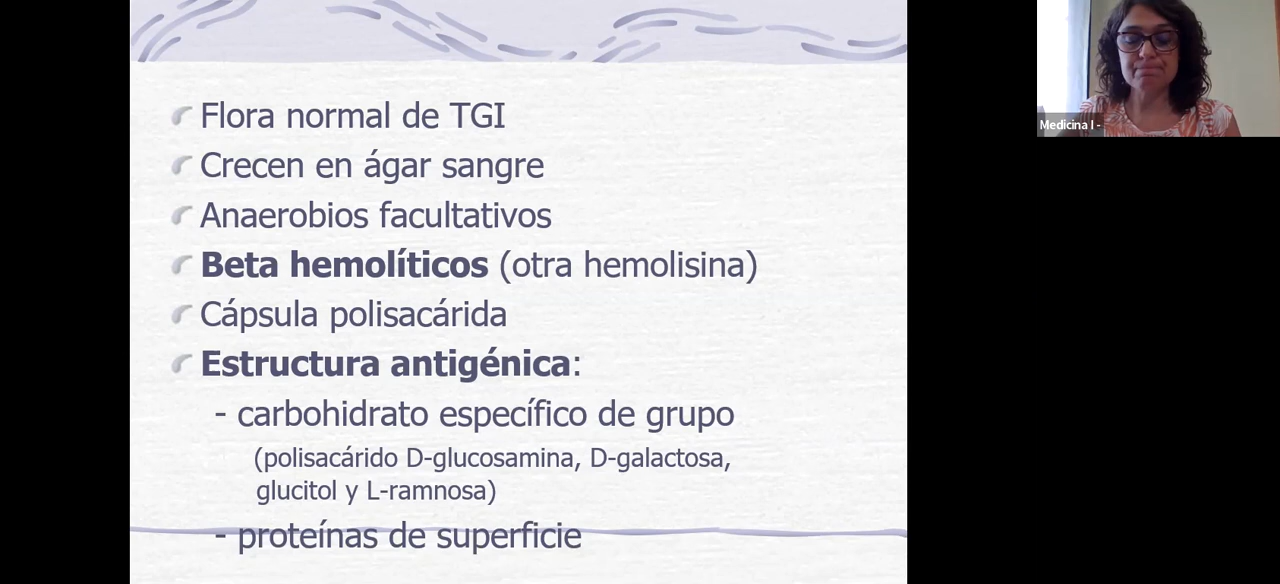 Flora normal de TGI
Crecen en ágar sangre
Anaerobios facultativos
Beta hemolíticos (otra hemolisina)
Cápsula polisacárida
Estructura antigénica:
- carbohidrato específico de grupo
(polisacárido D-glucosamina, D-galactosa,
glucitol y L-ramnosa)
- proteínas de superficie
Medicina I -